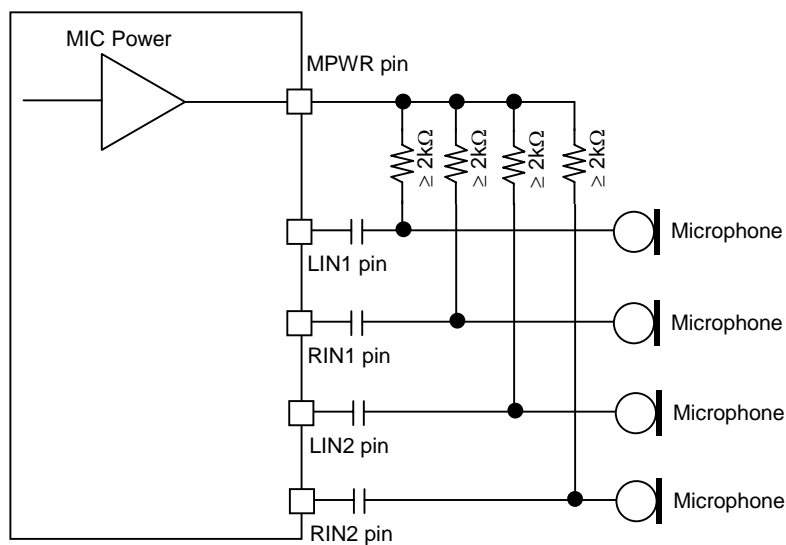 MIC Power
MPWR pin
≥ 2kΩ
≥ 2kΩ
≥ 2kΩ
≥ 2kΩ
LIN1 pin
Microphone
RIN1 pin
Microphone
LIN2 pin
Microphone
RIN2 pin
Microphone